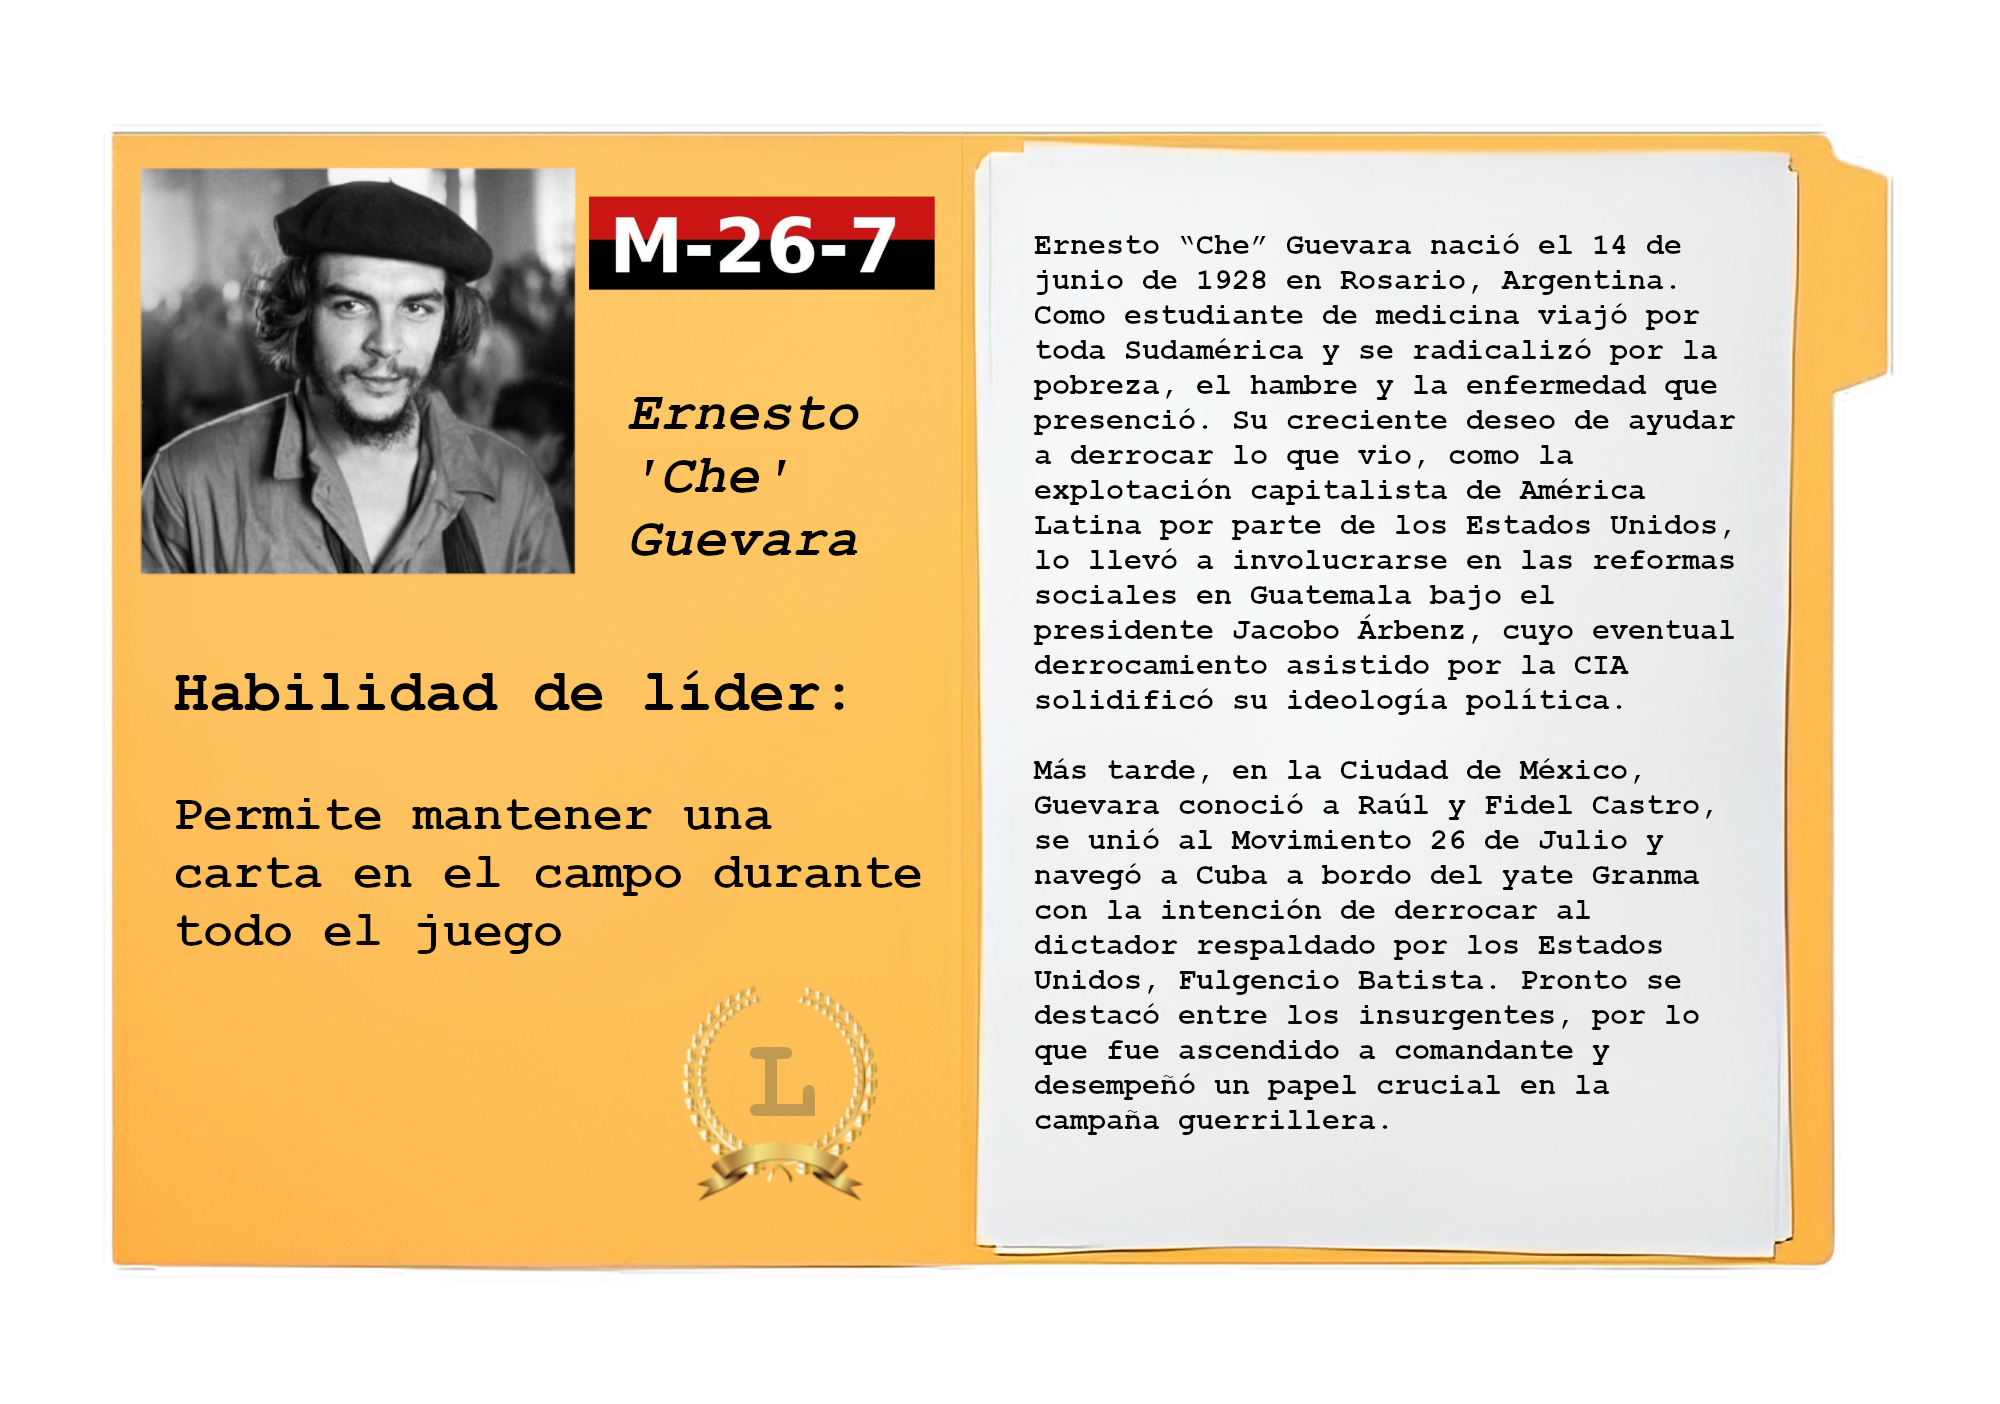 M-26-7
Ernesto
'Che'
Guevara
Habilidad de líder:
Permite mantener una
carta en el campo durante
todo el juego
L
Ernesto “Che” Guevara nació el 14 de
junio de 1928 en Rosario, Argentina.
Como estudiante de medicina viajó por
toda Sudamérica y se radicalizó por la
pobreza, el hambre y la enfermedad que
presenció. Su creciente deseo de ayudar
a derrocar lo que vio, como la
explotación capitalista de América
Latina por parte de los Estados Unidos,
lo llevó a involucrarse en las reformas
sociales en Guatemala bajo el
presidente Jacobo Árbenz, cuyo eventual
derrocamiento asistido por la CIA
solidificó su ideología política.
Más tarde, en la Ciudad de México,
Guevara conoció a Raúl y Fidel Castro,
se unió al Movimiento 26 de Julio y
navegó a Cuba a bordo del yate Granma
con la intención de derrocar al
dictador respaldado por los Estados
Unidos, Fulgencio Batista. Pronto se
destacó entre los insurgentes, por lo
que fue ascendido a comandante y
desempeñó un papel crucial en la
campaña guerrillera.